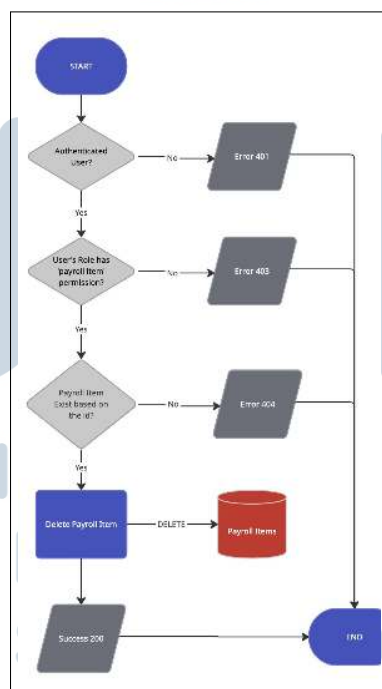 START
Authenticated
User?
No
Error 401
Yes
User's Role has
'payroll item'
permission?
No
Error 403
Yes
Payroll Item
Exist based on
the id?
No
Error 404
Yes
Delete Payroll Item
DELETE
Payroll Items
Success 200
END